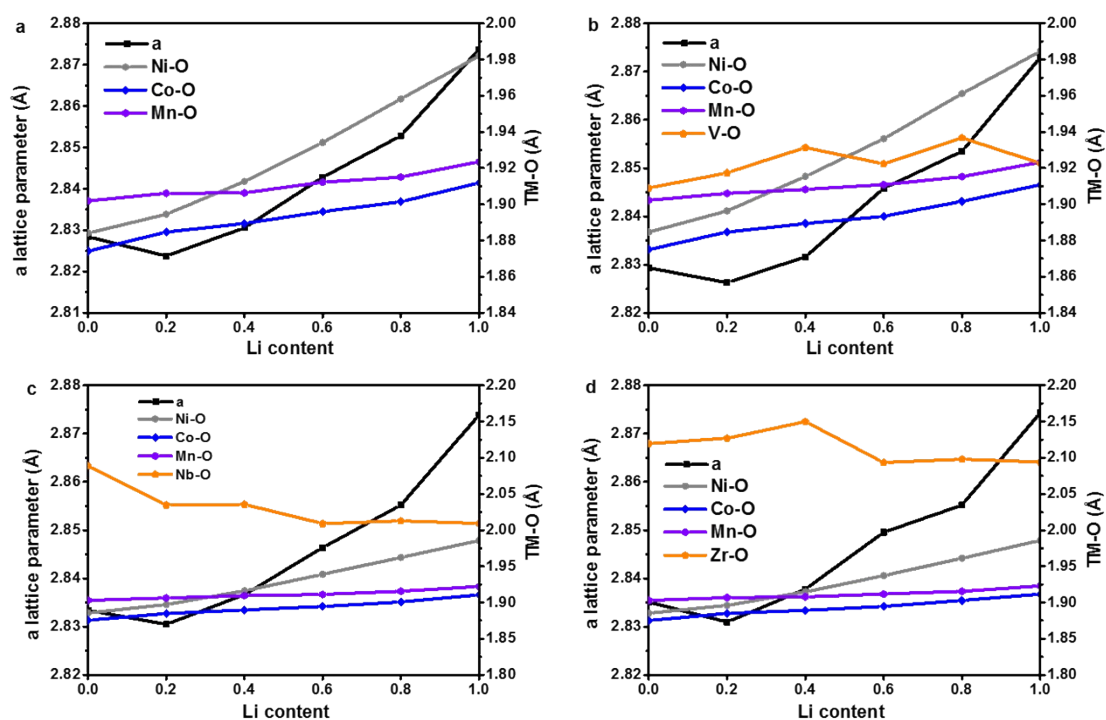 a
2.88
2.87
2.86
2.85
2.84
2.83
2.82
2.81
a lattice parameter (Å)
a
Ni-O
Co-O
Mn-O
2.00
1.98
1.96
1.94
1.92
1.90
1.88
1.86
1.84
TM-O (Å)
0.0 0.2 0.4 0.6 0.8 1.0
Li content
b
2.88
2.87
2.86
2.85
2.84
2.83
2.82
a lattice parameter (Å)
a
Ni-O
Co-O
Mn-O
V-O
2.00
1.98
1.96
1.94
1.92
1.90
1.88
1.86
1.84
TM-O (Å)
0.0 0.2 0.4 0.6 0.8 1.0
Li content
c
2.88
2.87
2.86
2.85
2.84
2.83
2.82
a lattice parameter (Å)
a
Ni-O
Co-O
Mn-O
Nb-O
2.20
2.15
2.10
2.05
2.00
1.95
1.90
1.85
1.80
TM-O (Å)
0.0 0.2 0.4 0.6 0.8 1.0
Li content
d
2.88
2.87
2.86
2.85
2.84
2.83
2.82
a lattice parameter (Å)
a
Ni-O
Co-O
Mn-O
Zr-O
2.20
2.15
2.10
2.05
2.00
1.95
1.90
1.85
1.80
TM-O (Å)
0.0 0.2 0.4 0.6 0.8 1.0
Li content